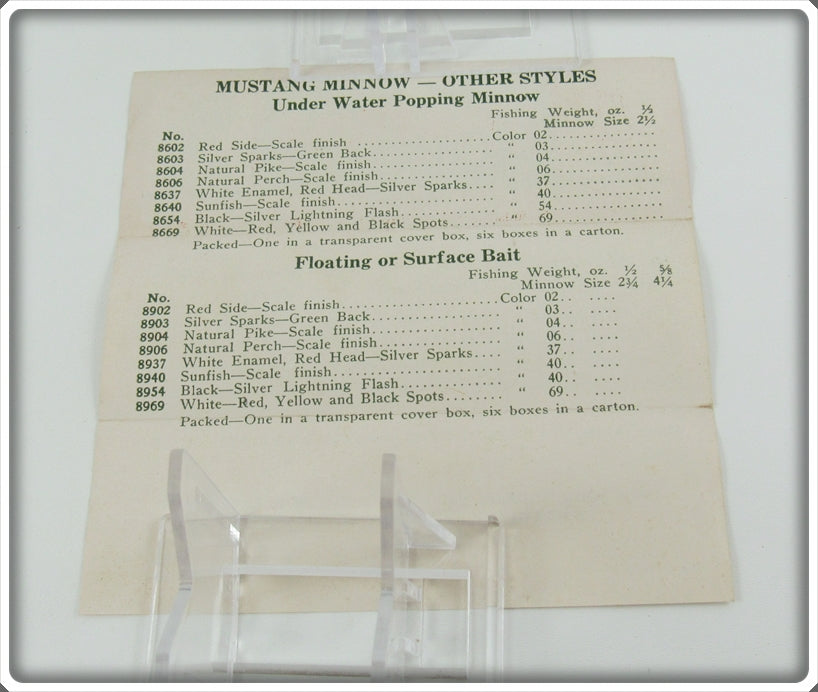 MUSTANG MINNOW — OTHER STYLES
Under Water Popping Minnow
Fishing Weight, oz. ½
Minnow Size 2½
No.
8602 Red Side—Scale finish ........................Color 02................
8603 Silver Sparks—Green Back..................... “ 03................
8604 Natural Pike—Scale finish..................... “ 04................
8606 Natural Perch—Scale finish.................... “ 06................
8637 White Enamel, Red Head—Silver Sparks.... “ 37................
8640 Sunfish—Scale finish........................... “ 40................
8654 Black—Silver Lightning Flash................. “ 54................
8669 White—Red, Yellow and Black Spots........ “ 69................
Packed—One in a transparent cover box, six boxes in a carton.
Floating or Surface Bait
Fishing Weight, oz. ½ ⅝
Minnow Size 2¾ 4¼
No.
8902 Red Side—Scale finish.........................Color 02.. ....
8903 Silver Sparks—Green Back..................... “ 03.. ....
8904 Natural Pike—Scale finish..................... “ 04.. ....
8906 Natural Perch—Scale finish.................... “ 06.. ....
8937 White Enamel, Red Head—Silver Sparks.... “ 37.. ....
8940 Sunfish—Scale finish........................... “ 40.. ....
8954 Black—Silver Lightning Flash................. “ 40.. ....
8969 White—Red, Yellow and Black Spots........ “ 69.. ....
Packed—One in a transparent cover box, six boxes in a carton.